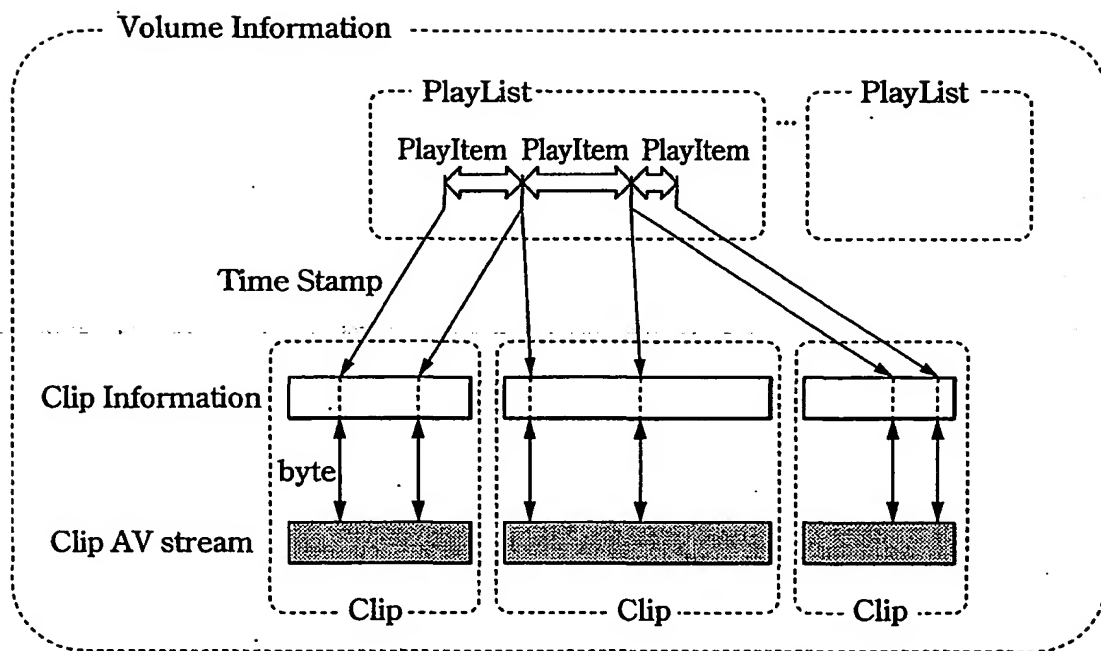 Volume Information
PlayList
...
PlayList
PlayItem PlayItem PlayItem
Time Stamp
Clip Information
byte
Clip AV stream
Clip
Clip
Clip